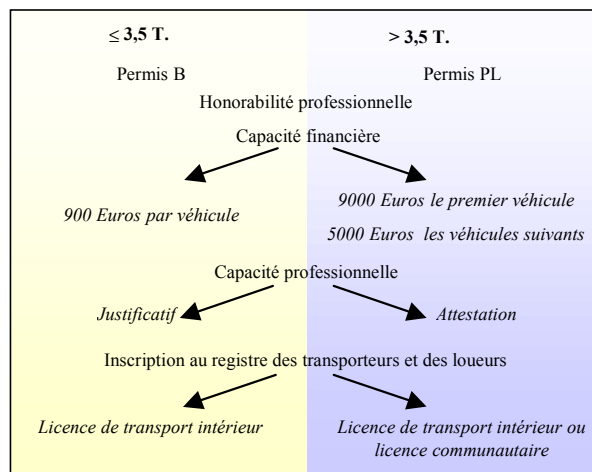 ≤ 3,5 T. > 3,5 T.
Permis B Permis PL
Honorabilité professionnelle
Capacité financière
900 Euros par véhicule
9000 Euros le premier véhicule
5000 Euros les véhicules suivants
Capacité professionnelle
Justificatif Attestation
Inscription au registre des transporteurs et des loueurs
Licence de transport intérieur
Licence de transport intérieur ou
licence communautaire